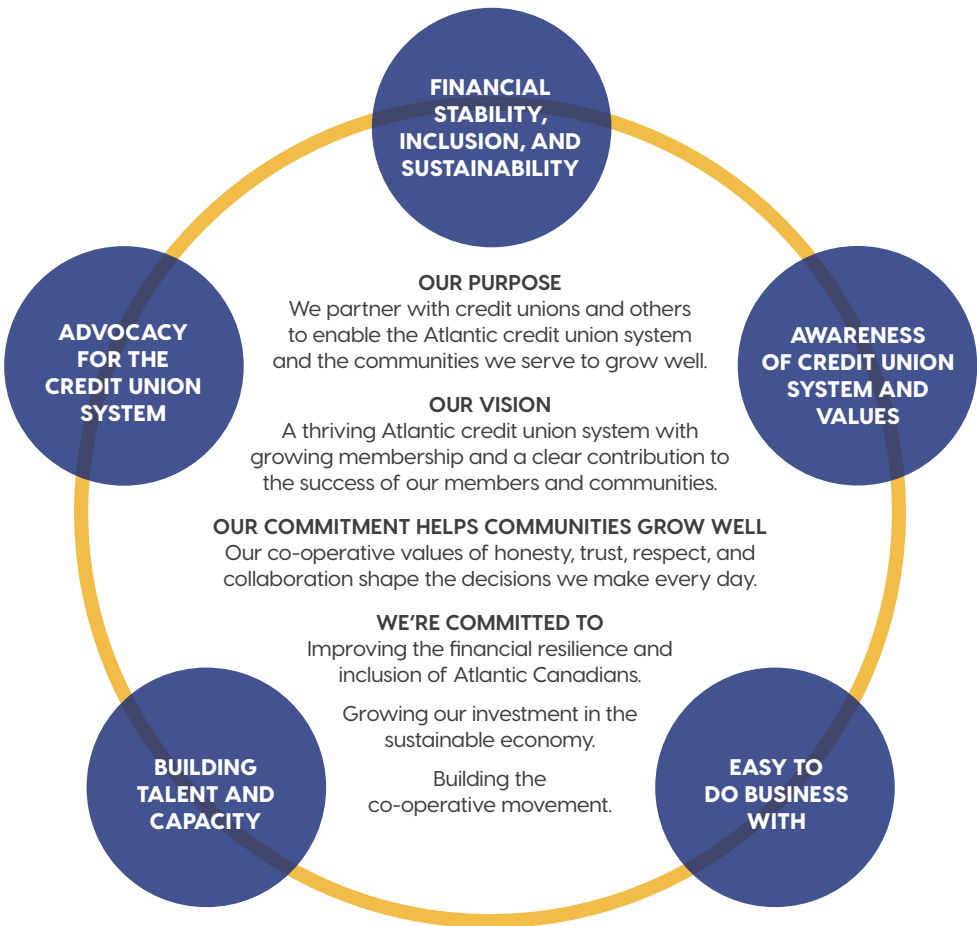 FINANCIAL
STABILITY,
INCLUSION, AND
SUSTAINABILITY
ADVOCACY
FOR THE
CREDIT UNION
SYSTEM
AWARENESS
OF CREDIT UNION
SYSTEM AND
VALUES
OUR PURPOSE
We partner with credit unions and others
to enable the Atlantic credit union system
and the communities we serve to grow well.
OUR VISION
A thriving Atlantic credit union system with
growing membership and a clear contribution to
the success of our members and communities.
OUR COMMITMENT HELPS COMMUNITIES GROW WELL
Our co-operative values of honesty, trust, respect, and
collaboration shape the decisions we make every day.
WE'RE COMMITTED TO
Improving the financial resilience and
inclusion of Atlantic Canadians.
Growing our investment in the
sustainable economy.
Building the
co-operative movement.
BUILDING
TALENT AND
CAPACITY
EASY TO
DO BUSINESS
WITH